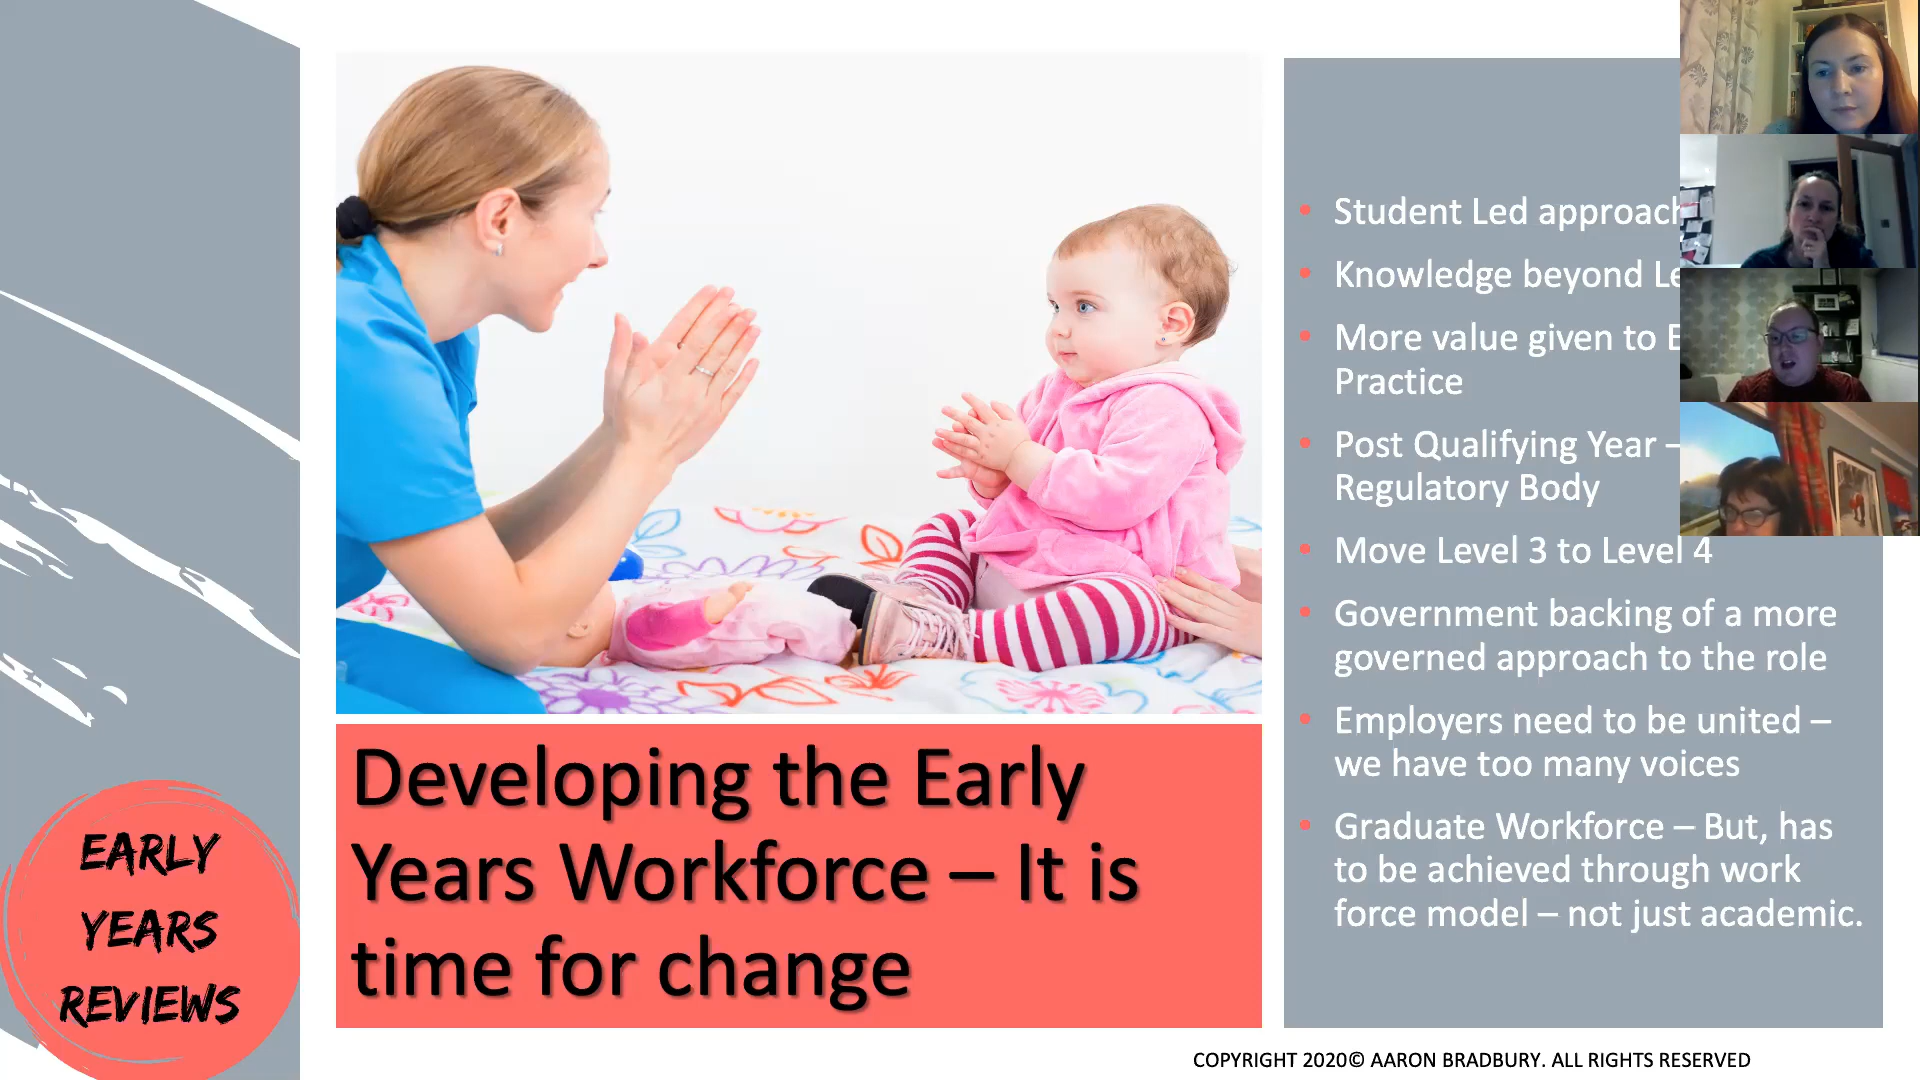 Developing the Early
Years Workforce – It is
time for change
Student Led approach
Knowledge beyond
More value given to
Practice
Post Qualifying Year –
Regulatory Body
Move Level 3 to Level 4
Government backing of a more
governed approach to the role
Employers need to be united –
we have too many voices
Graduate Workforce – But, has
to be achieved through work
force model – not just academic.
EARLY
YEARS
REVIEWS
COPYRIGHT 2020© AARON BRADBURY. ALL RIGHTS RESERVED